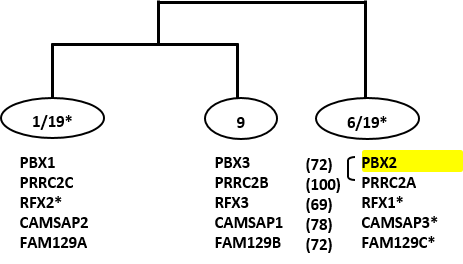 1/19* 9 6/19*
PBX1 PBX3 (72) PBX2
PRRC2C PRRC2B (100) PRRC2A
RFX2* RFX3 (69) RFX1*
CAMSAP2 CAMSAP1 (78) CAMSAP3*
FAM129A FAM129B (72) FAM129C*